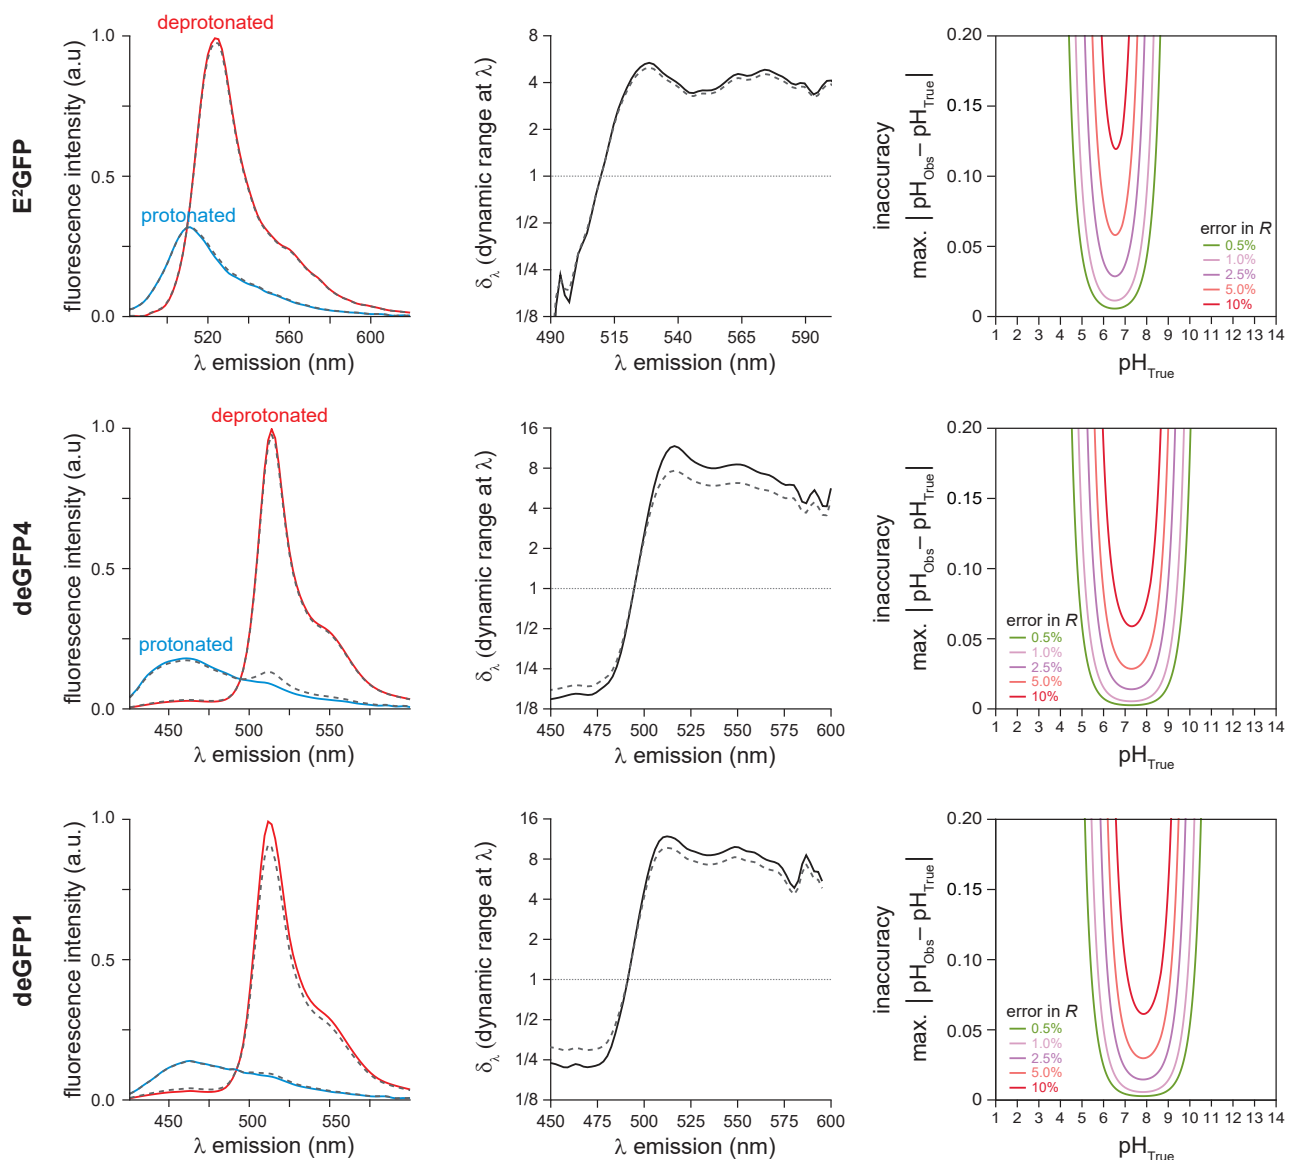 E²GFP
fluorescence intensity (a.u)
deprotonated
protonated
1.0
0.5
0.0
520 560 600
λ emission (nm)
δλ (dynamic range at λ)
8
4
2
1
1/2
1/4
1/8
490 515 540 565 590
λ emission (nm)
inaccuracy
max. |pHObs – pHTrue|
0.20
0.15
0.10
0.05
0
error in R
0.5%
1.0%
2.5%
5.0%
10%
1 2 3 4 5 6 7 8 9 10 11 12 13 14
pHTrue
deGFP4
fluorescence intensity (a.u)
deprotonated
protonated
1.0
0.5
0.0
450 500 550
λ emission (nm)
δλ (dynamic range at λ)
16
8
4
2
1
1/2
1/4
1/8
450 475 500 525 550 575 600
λ emission (nm)
inaccuracy
max. |pHObs – pHTrue|
0.20
0.15
0.10
0.05
0
error in R
0.5%
1.0%
2.5%
5.0%
10%
1 2 3 4 5 6 7 8 9 10 11 12 13 14
pHTrue
deGFP1
fluorescence intensity (a.u.)
1.0
0.5
0.0
450 500 550
λ emission (nm)
δλ (dynamic range at λ)
16
8
4
2
1
1/2
1/4
1/8
450 475 500 525 550 575 600
λ emission (nm)
inaccuracy
max. |pHObs – pHTrue|
0.20
0.15
0.10
0.05
0
error in R
0.5%
1.0%
2.5%
5.0%
10%
1 2 3 4 5 6 7 8 9 10 11 12 13 14
pHTrue